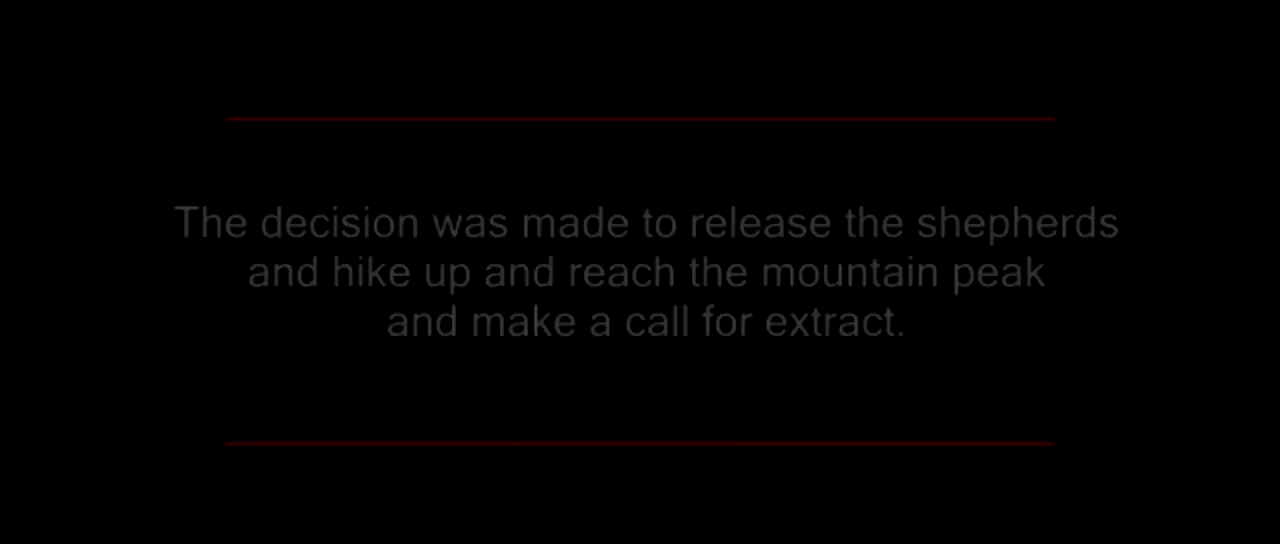 The decision was made to release the shepherds
and hike up and reach the mountain peak
and make a call for extract.